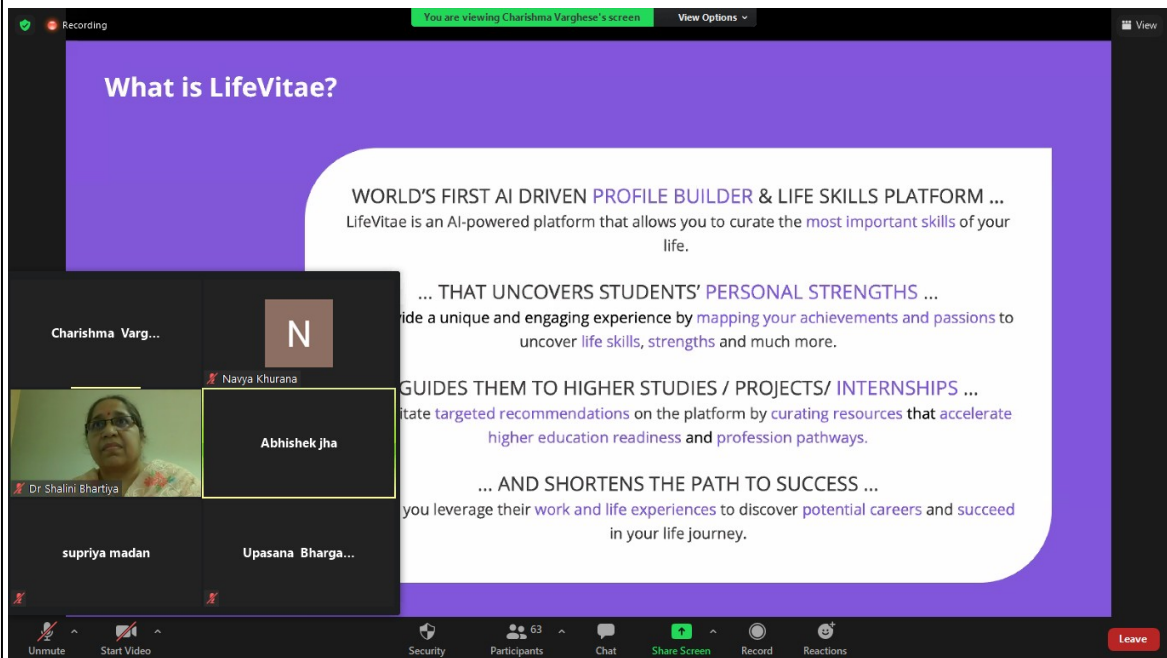 Recording
You are viewing Charishma Varghese's screen
View Options
View
What is LifeVitae?
WORLD'S FIRST AI DRIVEN PROFILE BUILDER & LIFE SKILLS PLATFORM ...
LifeVitae is an AI-powered platform that allows you to curate the most important skills of your
life.
... THAT UNCOVERS STUDENTS' PERSONAL STRENGTHS ...
a unique and engaging experience by mapping your achievements and passions to
uncover life skills, strengths and much more.
GUIDES THEM TO HIGHER STUDIES / PROJECTS/ INTERNSHIPS ...
targeted recommendations on the platform by curating resources that accelerate
higher education readiness and profession pathways.
... AND SHORTENS THE PATH TO SUCCESS ...
you leverage their work and life experiences to discover potential careers and succeed
in your life journey.
Charishma Varg...
N
Navya Khurana
Dr Shalini Bhartiya
Abhishek jha
supriya madan
Upasana Bharga...
Unmute
Start Video
Security
63
Participants
Chat
Share Screen
Record
Reactions
Leave